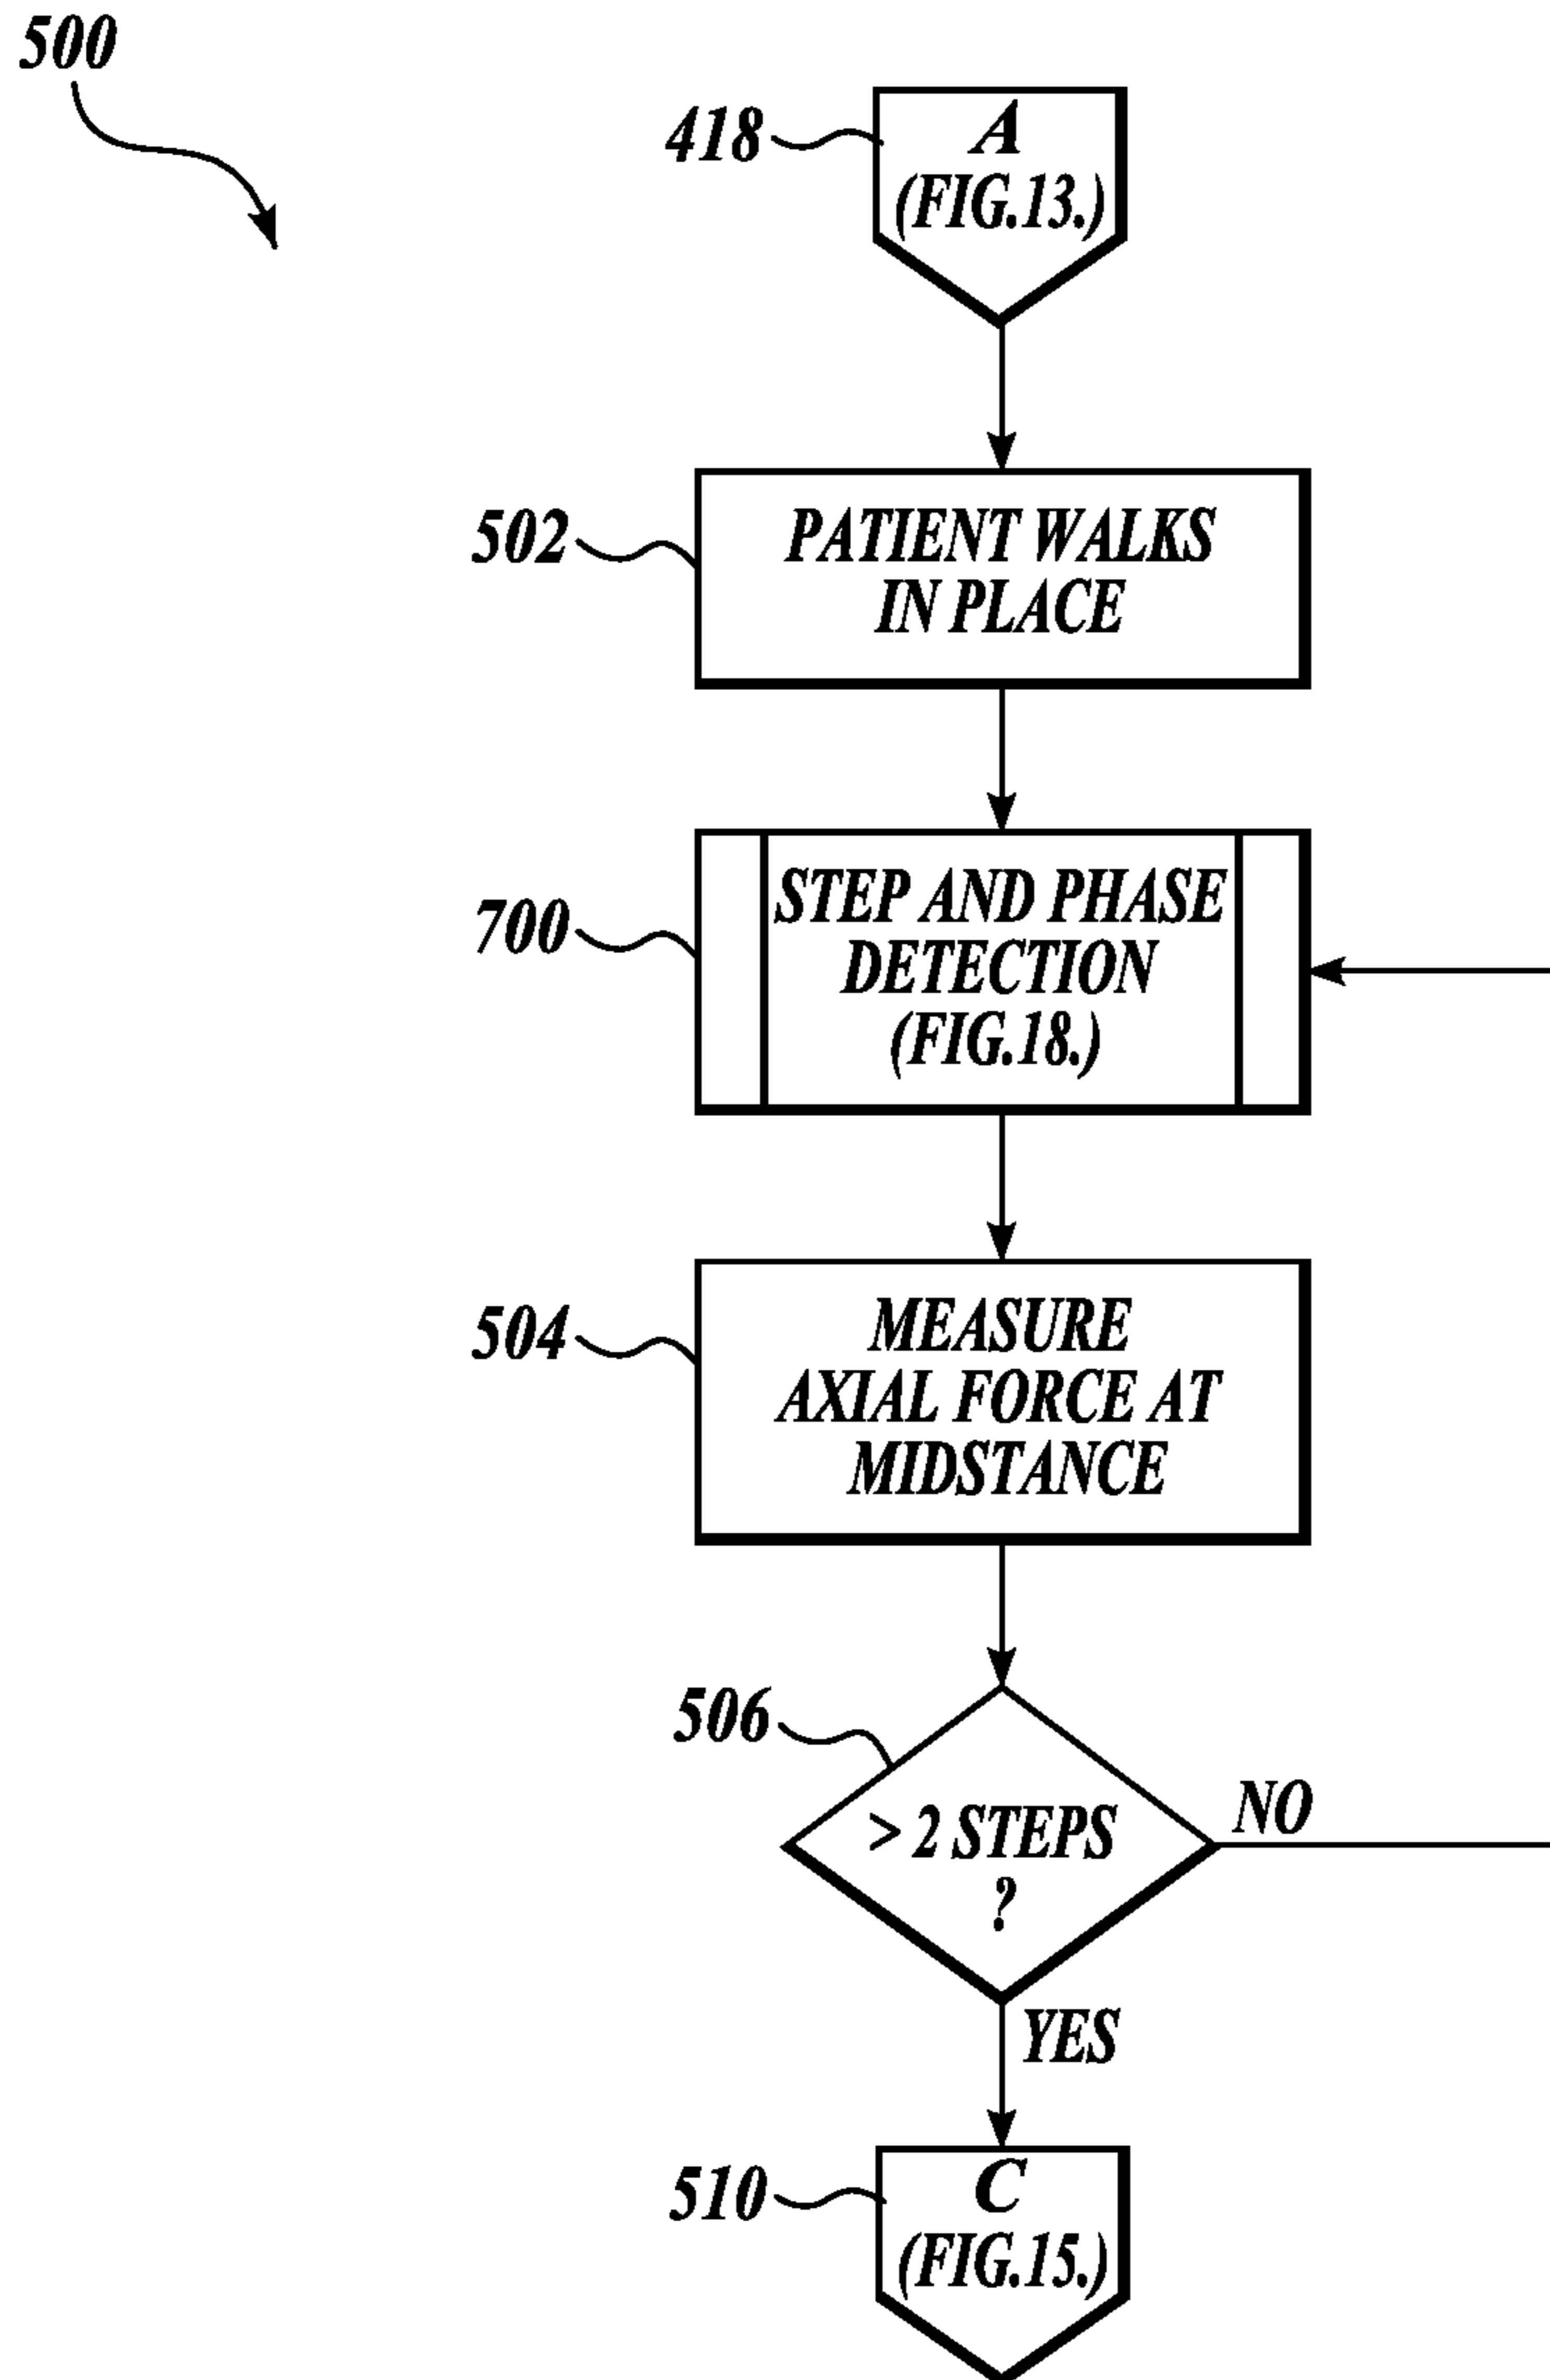 500
418
A
(FIG.13.)
502
PATIENT WALKS
IN PLACE
700
STEP AND PHASE
DETECTION
(FIG.18.)
504
MEASURE
AXIAL FORCE AT
MIDSTANCE
506
> 2 STEPS
?
NO
YES
510
C
(FIG.15.)